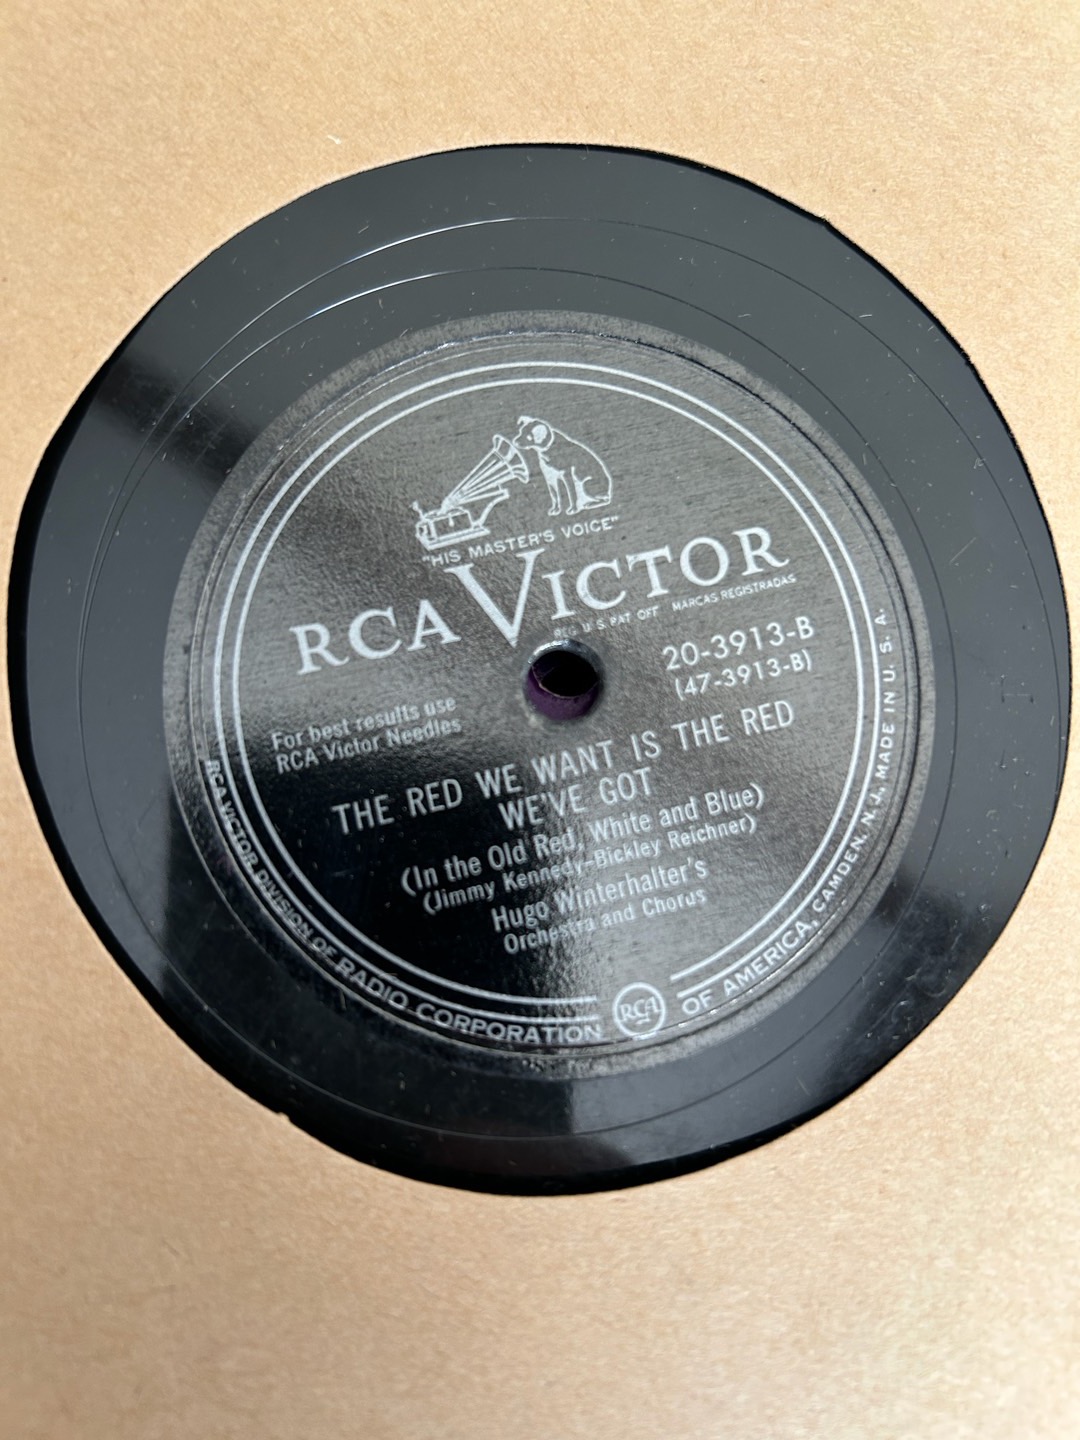 "HIS MASTER'S VOICE"
RCA VICTOR
REG. U S PAT OFF MARCAS REGISTRADAS
20-3913-B
(47-3913-B)
For best results use
RCA Victor Needles
THE RED WE WANT IS THE RED
WE'VE GOT
(In the Old Red, White and Blue)
(Jimmy Kennedy-Bickley Reichner)
Hugo Winterhalter's
Orchestra and Chorus
RCA VICTOR DIVISION OF RADIO CORPORATION RCA OF AMERICA, CAMDEN, N. J. MADE IN U. S. A.